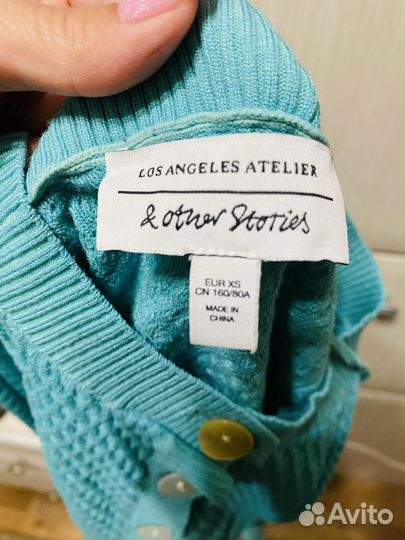 LOS ANGELES ATELIER
& Other Stories
EUR XS
CN 160/80A
MADE IN
CHINA
Avito